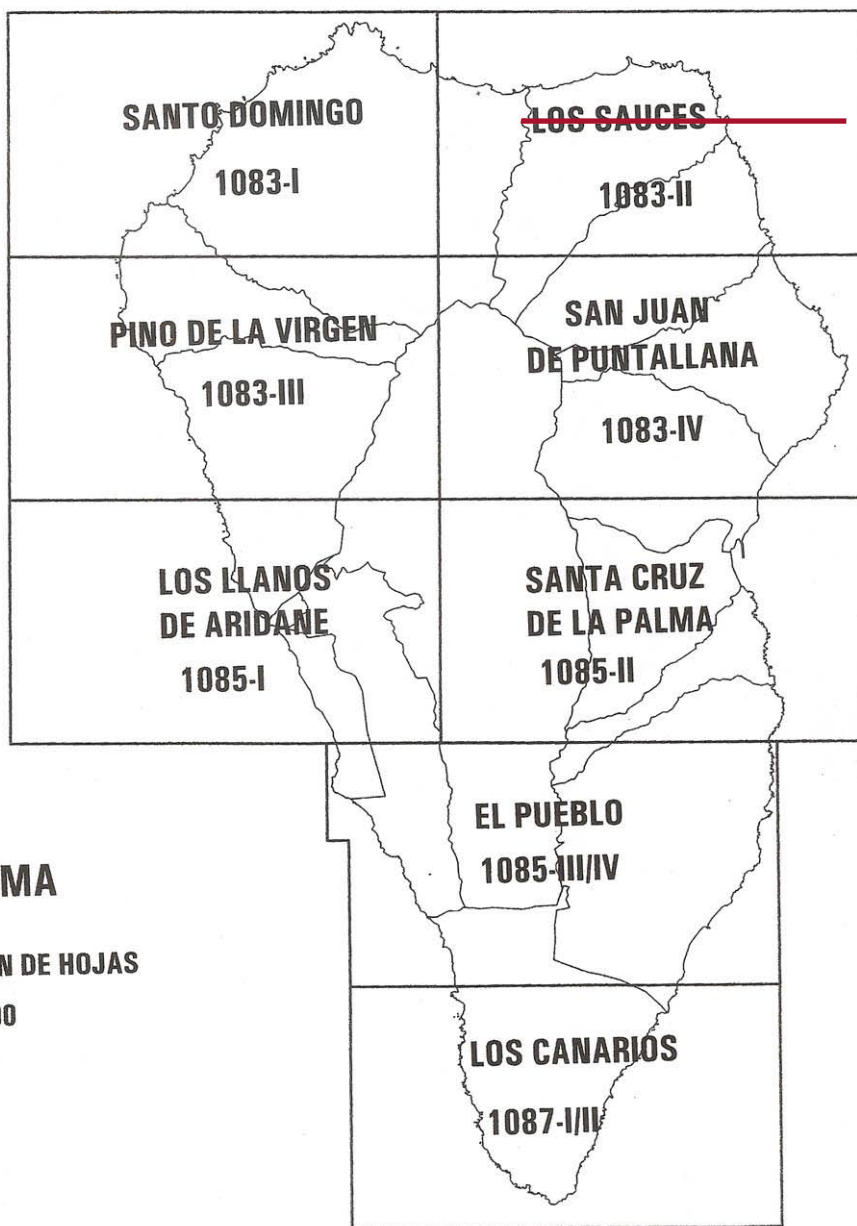 SANTO DOMINGO
1083-I
LOS SAUCES
1083-II
PINO DE LA VIRGEN
1083-III
SAN JUAN
DE PUNTALLANA
1083-IV
LOS LLANOS
DE ARIDANE
1085-I
SANTA CRUZ
DE LA PALMA
1085-II
EL PUEBLO
1085-III/IV
MA
N DE HOJAS
LOS CANARIOS
1087-I/II